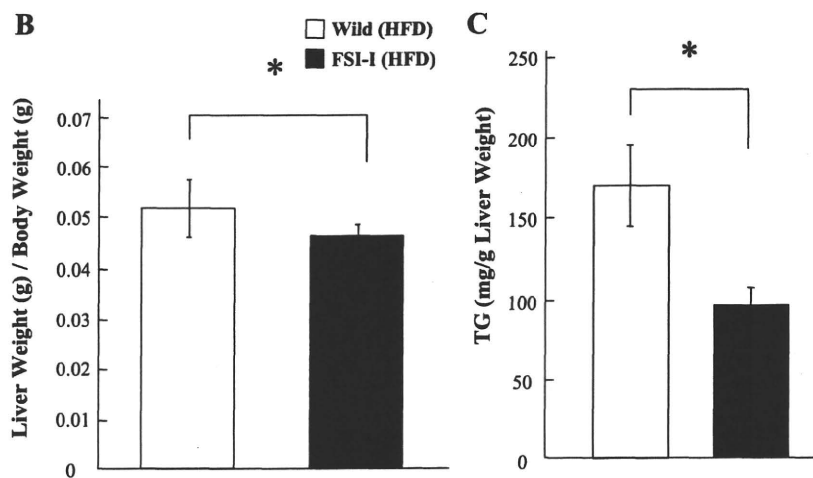 B
Wild (HFD)
FSI-I (HFD)
*
Liver Weight (g) / Body Weight (g)
0.07
0.06
0.05
0.04
0.03
0.02
0.01
0
C
*
TG (mg/g Liver Weight)
250
200
150
100
50
0